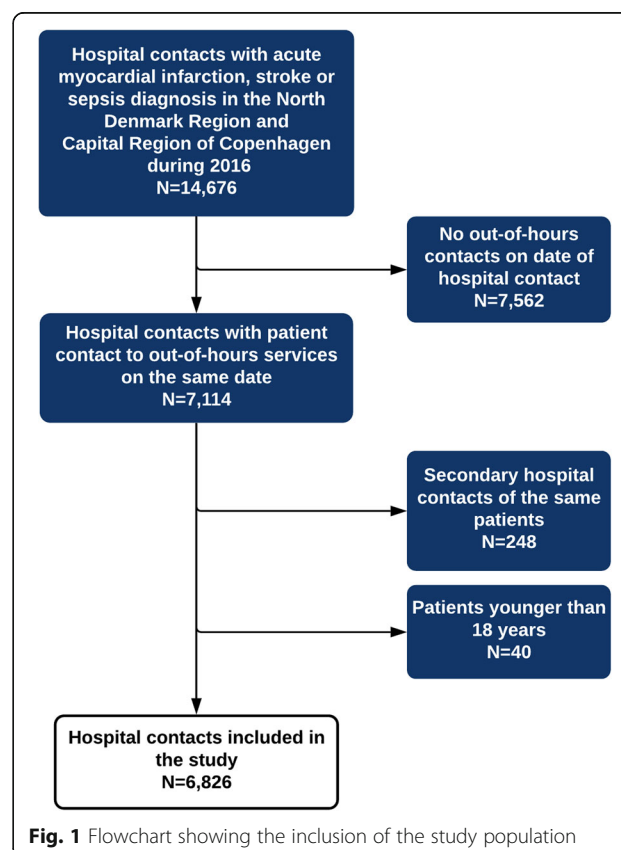 Hospital contacts with acute
myocardial infarction, stroke or
sepsis diagnosis in the North
Denmark Region and
Capital Region of Copenhagen
during 2016
N=14,676
No out-of-hours
contacts on date of
hospital contact
N=7,562
Hospital contacts with patient
contact to out-of-hours services
on the same date
N=7,114
Secondary hospital
contacts of the same
patients
N=248
Patients younger than
18 years
N=40
Hospital contacts included in
the study
N=6,826
Fig. 1 Flowchart showing the inclusion of the study population